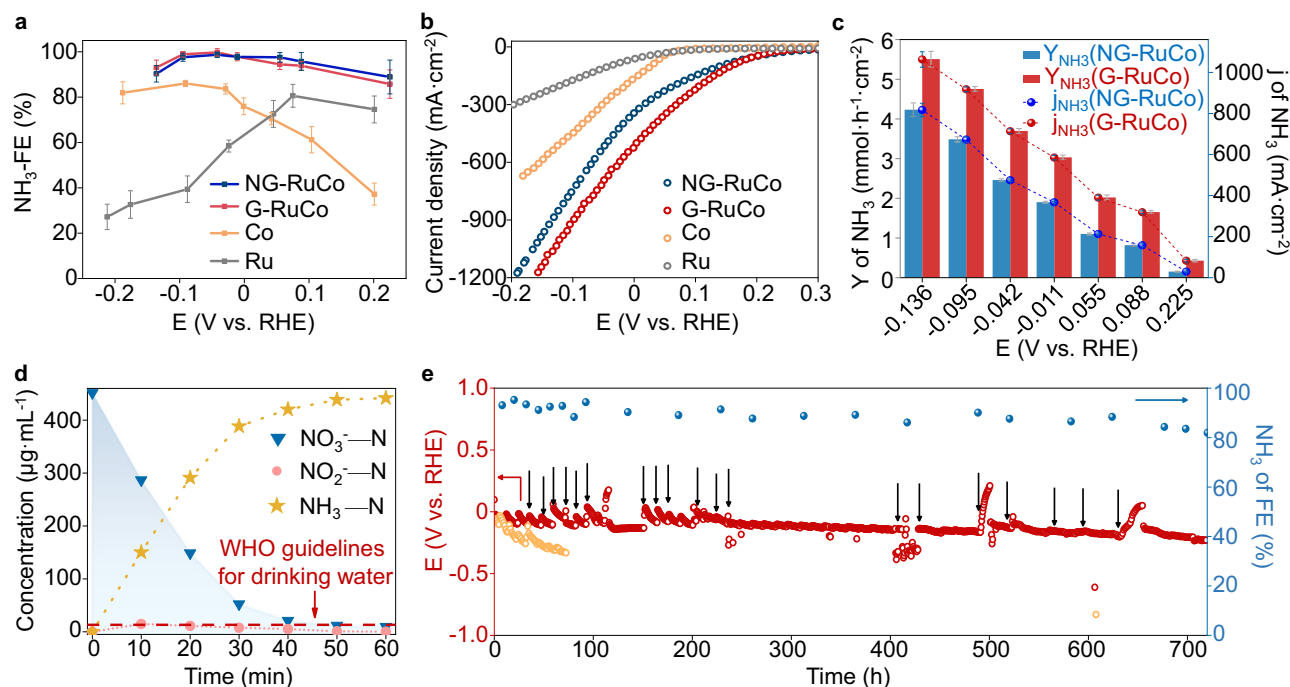 a
100
80
60
40
20
0
NH₃-FE (%)
NG-RuCo
G-RuCo
Co
Ru
-0.2 -0.1 0 0.1 0.2
E (V vs. RHE)
b
0
-300
-600
-900
-1200
Current density (mA·cm⁻²)
NG-RuCo
G-RuCo
Co
Ru
-0.2 -0.1 0 0.1 0.2 0.3
E (V vs. RHE)
c
6
5
4
3
2
1
0
Y of NH₃ (mmol·h⁻¹·cm⁻²)
Y_NH₃(NG-RuCo)
Y_NH₃(G-RuCo)
j_NH₃(NG-RuCo)
j_NH₃(G-RuCo)
1000
800
600
400
200
0
j of NH₃ (mA·cm⁻²)
-0.136 -0.095 -0.042 -0.011 0.055 0.088 0.225
E (V vs. RHE)
d
400
300
200
100
0
Concentration (μg·mL⁻¹)
NO₃⁻—N
NO₂⁻—N
NH₃—N
WHO guidelines
for drinking water
0 10 20 30 40 50 60
Time (min)
e
1.0
0.5
0
-0.5
-1.0
E (V vs. RHE)
100
80
60
40
20
0
NH₃ of FE
(%)
0 100 200 300 400 500 600 700
Time (h)